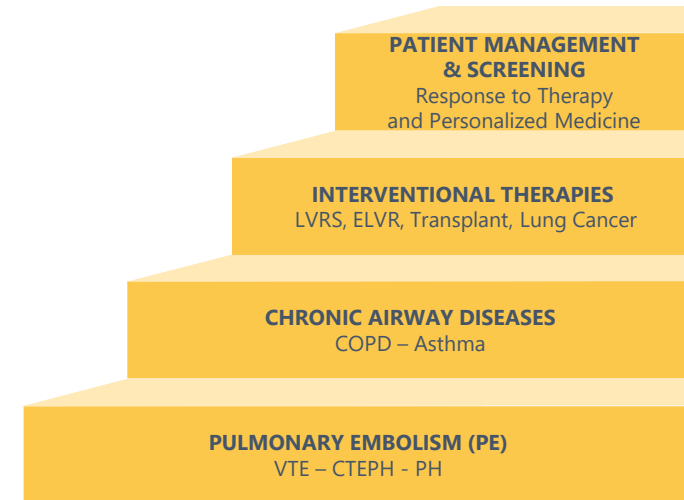 PATIENT MANAGEMENT
& SCREENING
Response to Therapy
and Personalized Medicine
INTERVENTIONAL THERAPIES
LVRS, ELVR, Transplant, Lung Cancer
CHRONIC AIRWAY DISEASES
COPD – Asthma
PULMONARY EMBOLISM (PE)
VTE – CTEPH - PH